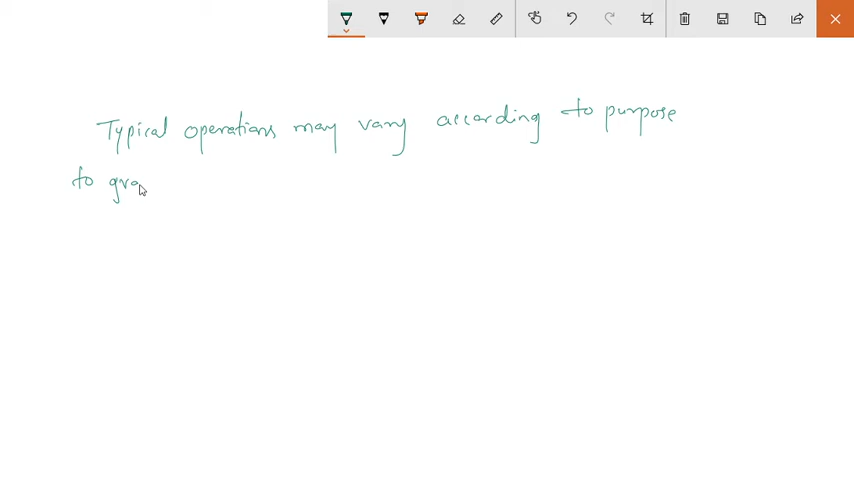 Typical operations may vary according to purpose
to gra